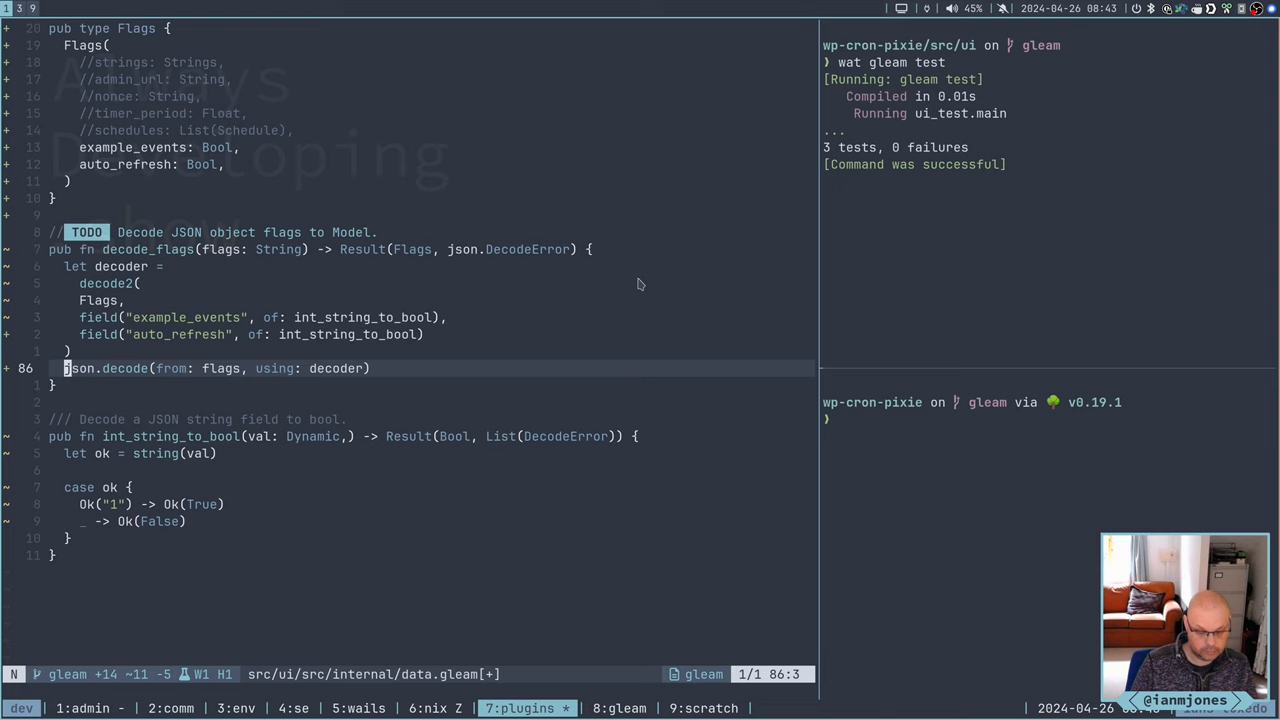 1 3 9
45% 2024-04-26 08:43
+ 20 pub type Flags {
+ 19 Flags(
+ 18 //strings: Strings,
+ 17 //admin_url: String,
+ 16 //nonce: String,
+ 15 //timer_period: Float,
+ 14 //schedules: List(Schedule),
+ 13 example_events: Bool,
+ 12 auto_refresh: Bool,
+ 11 )
+ 10 }
+ 9
8 // TODO Decode JSON object flags to Model.
~ 7 pub fn decode_flags(flags: String) -> Result(Flags, json.DecodeError) {
~ 6 let decoder =
~ 5 decode2(
~ 4 Flags,
~ 3 field("example_events", of: int_string_to_bool),
+ 2 field("auto_refresh", of: int_string_to_bool)
1 )
+ 86 json.decode(from: flags, using: decoder)
1 }
2
3 /// Decode a JSON string field to bool.
~ 4 pub fn int_string_to_bool(val: Dynamic,) -> Result(Bool, List(DecodeError)) {
~ 5 let ok = string(val)
6
~ 7 case ok {
~ 8 Ok("1") -> Ok(True)
~ 9 _ -> Ok(False)
10 }
11 }
Always
Developing
show
N gleam +14 ~11 -5 W1 H1 src/ui/src/internal/data.gleam[+] gleam 1/1 86:3
wp-cron-pixie/src/ui on gleam
❯ wat gleam test
[Running: gleam test]
Compiled in 0.01s
Running ui_test.main
...
3 tests, 0 failures
[Command was successful]
wp-cron-pixie on gleam via v0.19.1
❯
@ianmjones
dev 1:admin - 2:comm 3:env 4:se 5:wails 6:nix Z 7:plugins * 8:gleam 9:scratch 2024-04-26